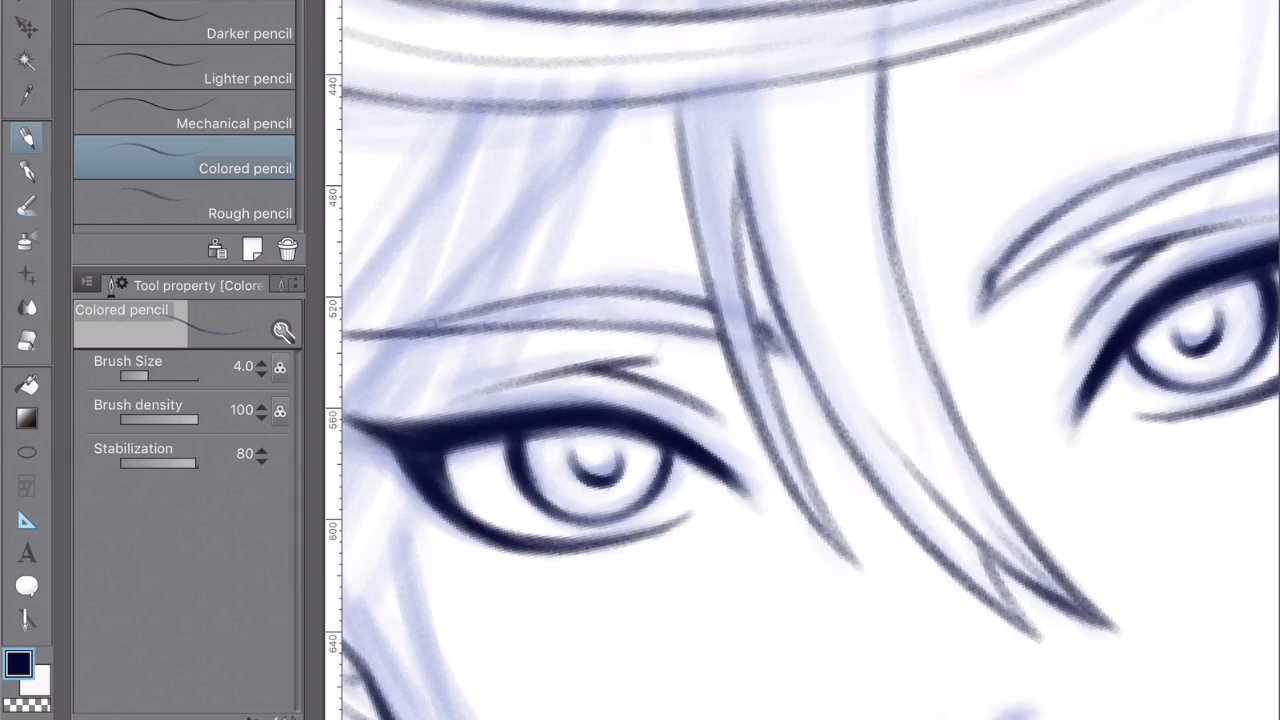 Darker pencil
Lighter pencil
Mechanical pencil
Colored pencil
Rough pencil
Tool property [Colore
Colored pencil
Brush Size 4.0
Brush density 100
Stabilization 80
A
440
480
520
560
600
640